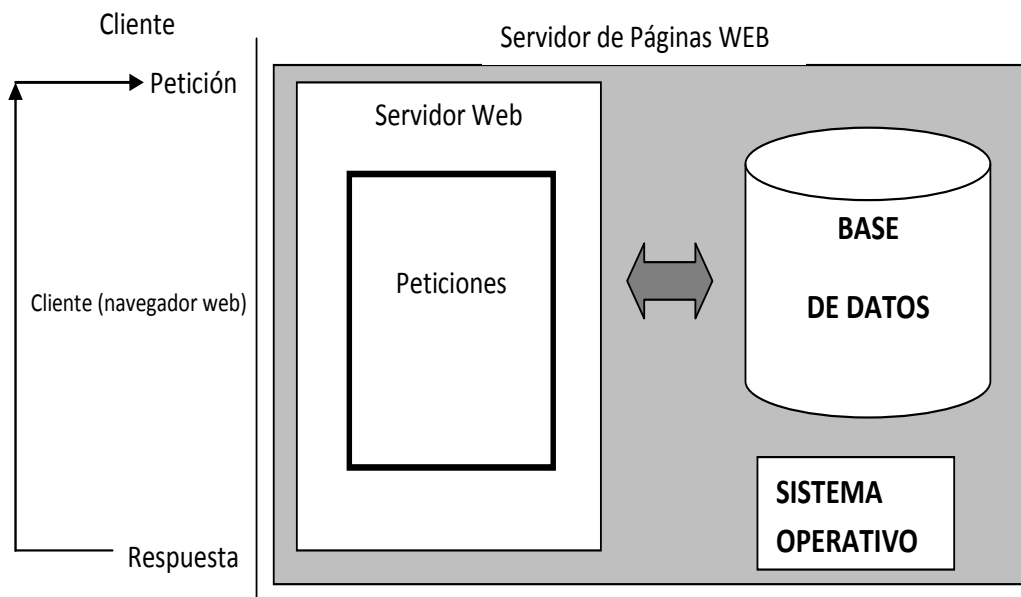 Cliente
Servidor de Páginas WEB
Petición
Servidor Web
Peticiones
Cliente (navegador web)
BASE
DE DATOS
SISTEMA
OPERATIVO
Respuesta